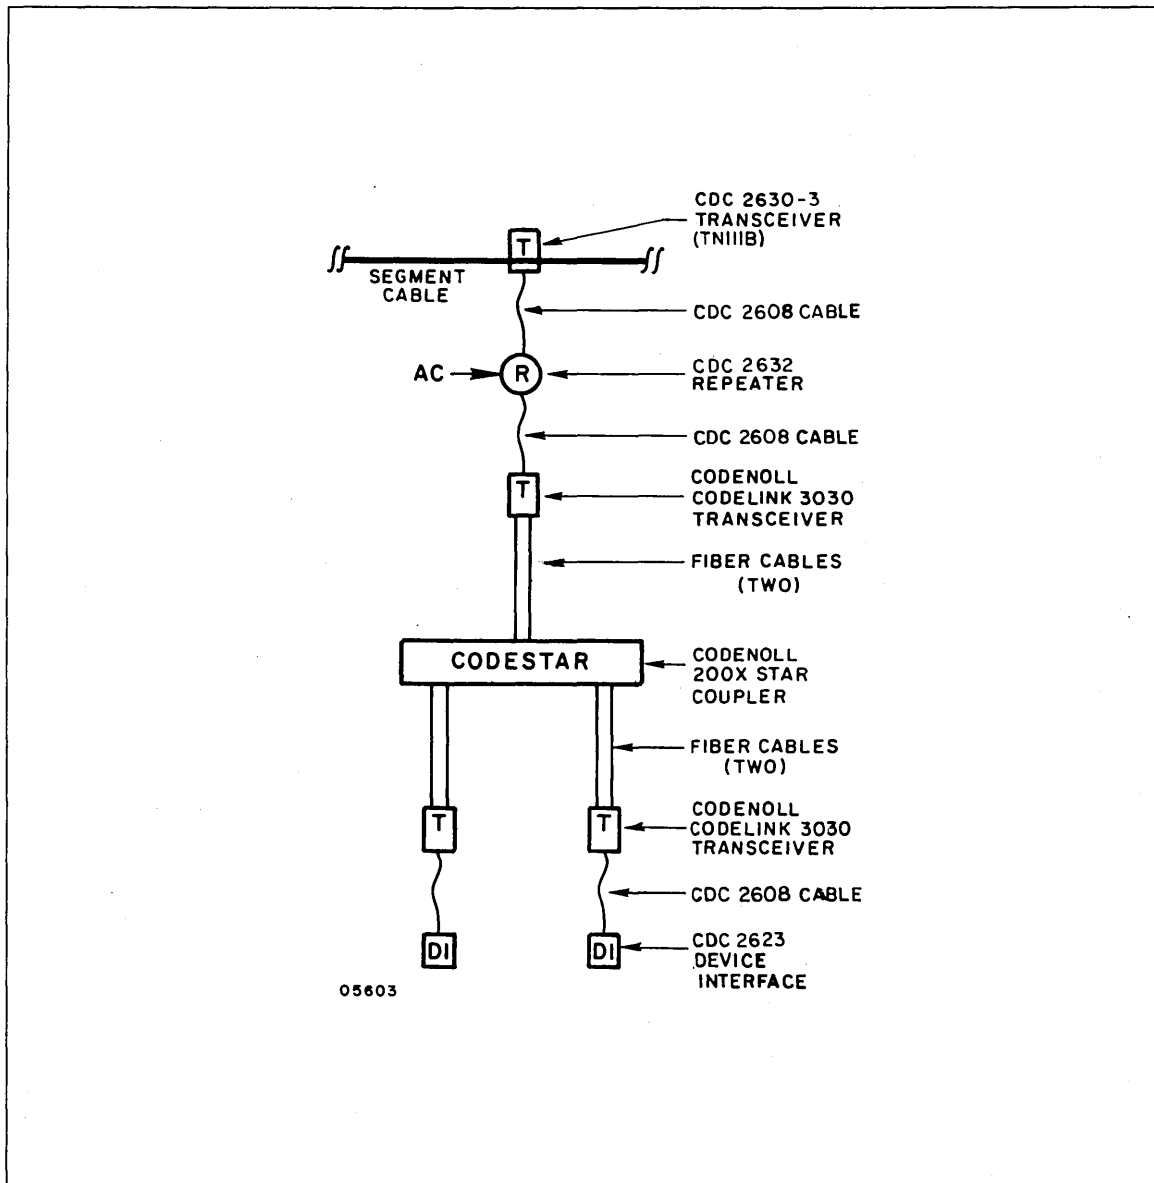 CDC 2630-3
TRANSCEIVER
(TN111B)
T
SEGMENT
CABLE
CDC 2608 CABLE
AC
R
CDC 2632
REPEATER
CDC 2608 CABLE
T
CODENOLL
CODELINK 3030
TRANSCEIVER
FIBER CABLES
(TWO)
CODESTAR
CODENOLL
200X STAR
COUPLER
FIBER CABLES
(TWO)
T
T
CODENOLL
CODELINK 3030
TRANSCEIVER
CDC 2608 CABLE
DI
DI
CDC 2623
DEVICE
INTERFACE
05603